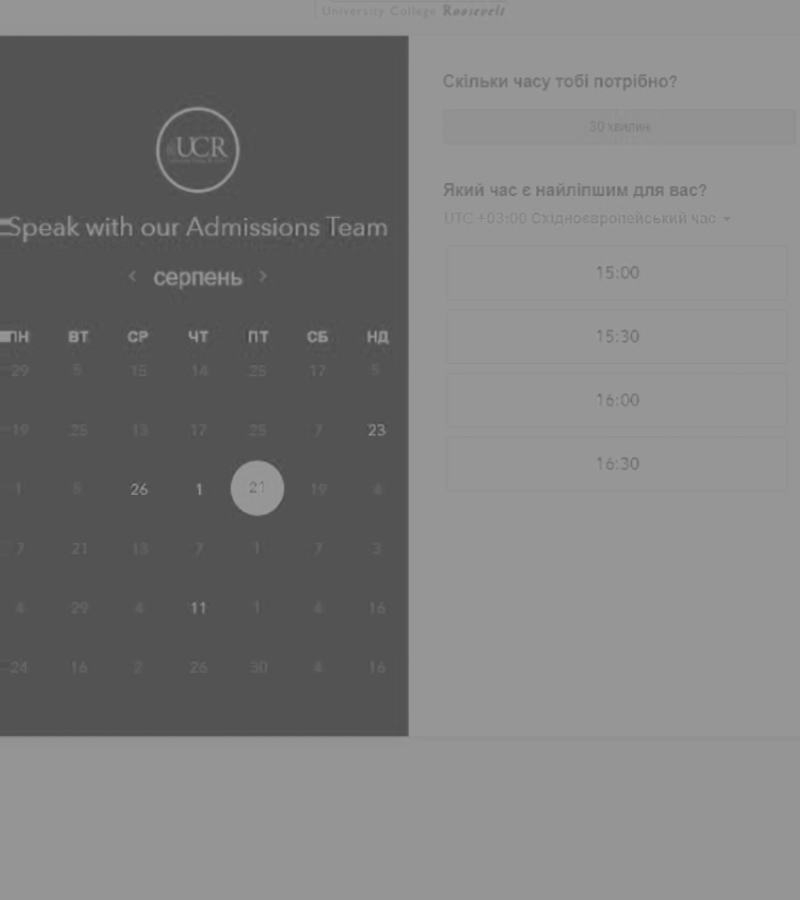 University College Roosevelt
UCR
Speak with our Admissions Team
серпень
ПН ВТ СР ЧТ ПТ СБ НД
29 5 15 14 25 17 5
19 25 13 17 25 7 23
1 5 26 1 21 19 4
7 21 13 7 1 7 3
4 29 4 11 1 4 16
24 16 2 26 30 4 16
Скільки часу тобі потрібно?
30 хвилин
Який час є найліпшим для вас?
UTC +03:00 Східноєвропейський час
15:00
15:30
16:00
16:30